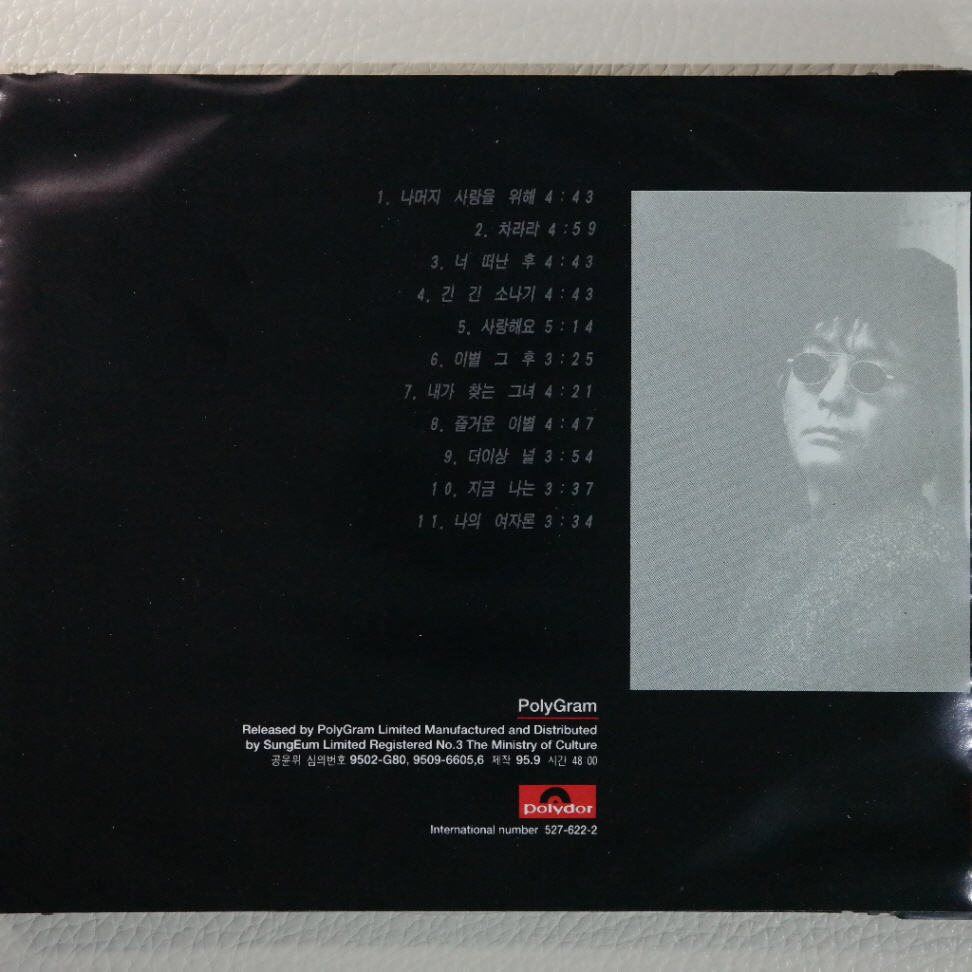 1. 나머지 사랑을 위해 4:43
2. 차라라 4:59
3. 너 떠난 후 4:43
4. 긴 긴 소나기 4:43
5. 사랑해요 5:14
6. 이별 그 후 3:25
7. 내가 찾는 그녀 4:21
8. 즐거운 이별 4:47
9. 더이상 널 3:54
10. 지금 나는 3:37
11. 나의 여자론 3:34
PolyGram
Released by PolyGram Limited Manufactured and Distributed
by SungEum Limited Registered No.3 The Ministry of Culture
공윤위 심의번호 9502-G80, 9509-6605,6 제작 95.9 시간 48 00
polydor
International number 527-622-2